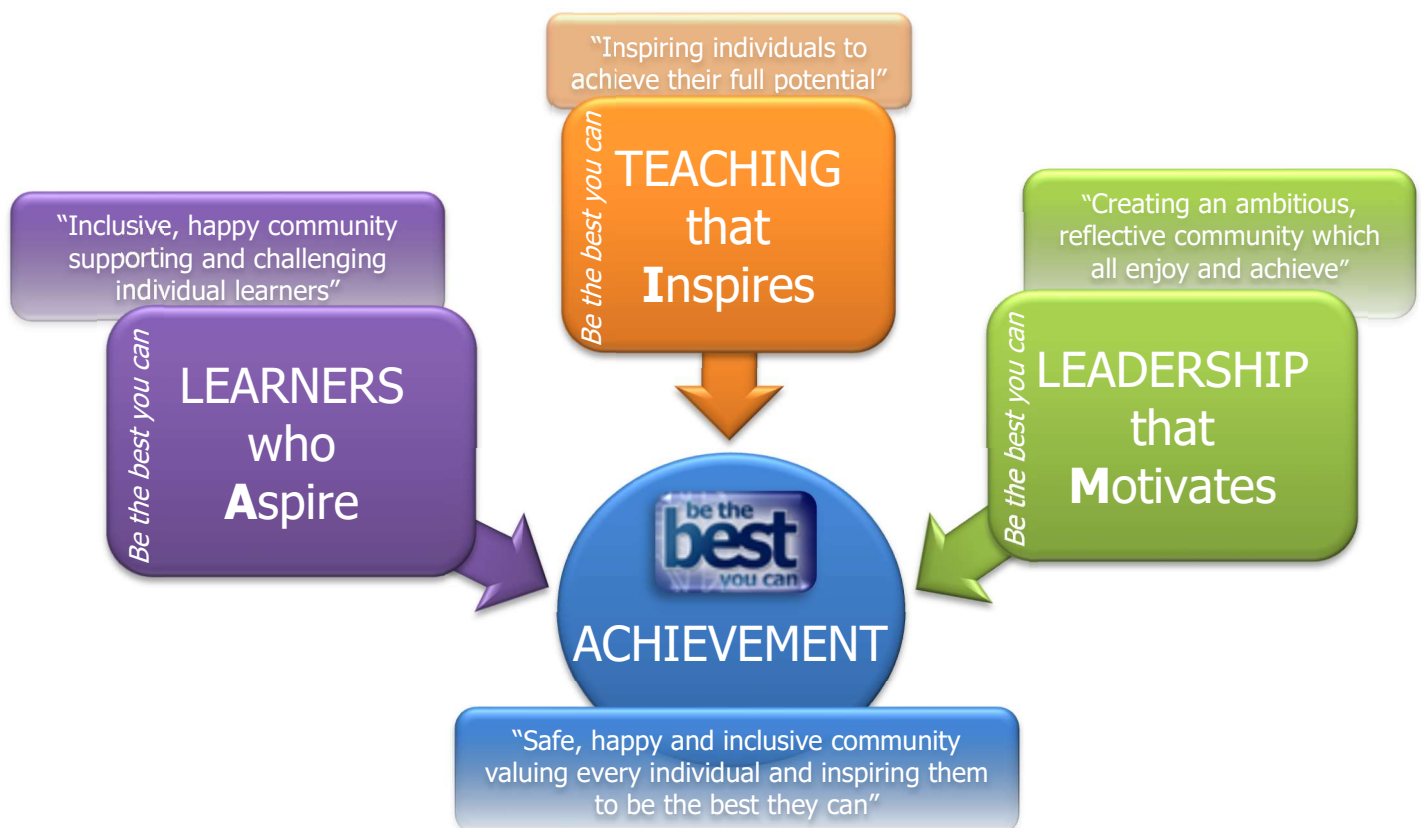 “Inspiring individuals to
achieve their full potential”
Be the best you can
TEACHING
that
Inspires
“Inclusive, happy community
supporting and challenging
individual learners”
Be the best you can
LEARNERS
who
Aspire
“Creating an ambitious,
reflective community which
all enjoy and achieve”
Be the best you can
LEADERSHIP
that
Motivates
be the
best
you can
ACHIEVEMENT
“Safe, happy and inclusive community
valuing every individual and inspiring them
to be the best they can”